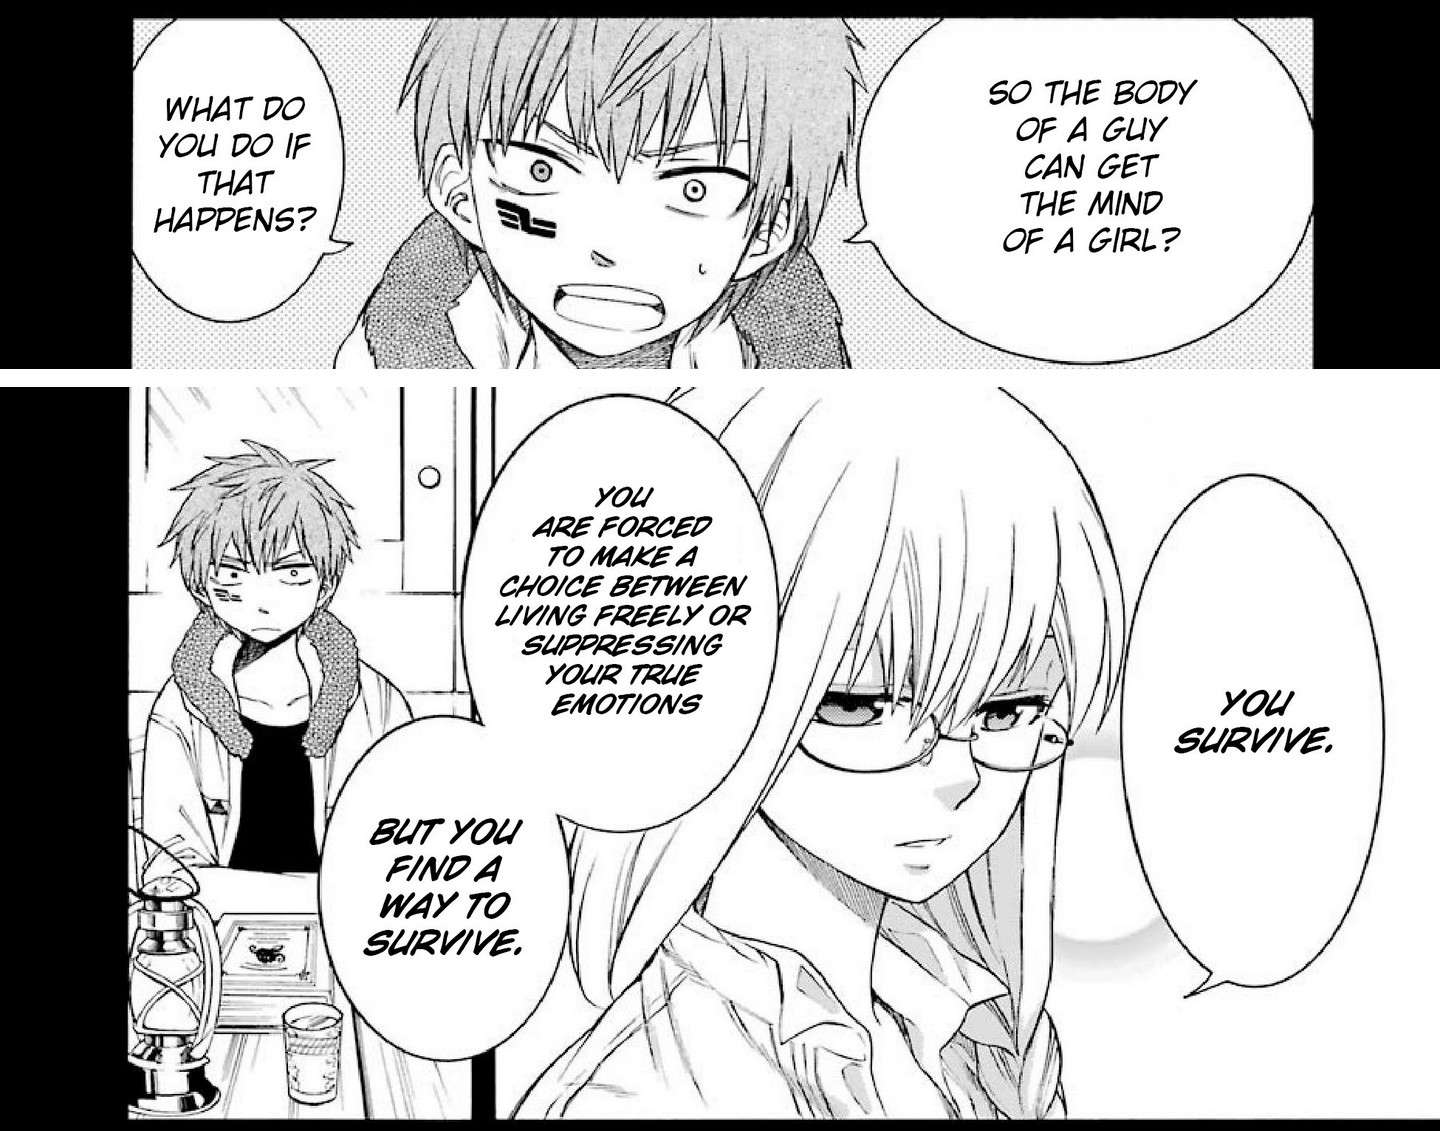 SO THE BODY
OF A GUY
CAN GET
THE MIND
OF A GIRL?
WHAT DO
YOU DO IF
THAT
HAPPENS?
YOU
SURVIVE.
YOU
ARE FORCED
TO MAKE A
CHOICE BETWEEN
LIVING FREELY OR
SUPPRESSING
YOUR TRUE
EMOTIONS
BUT YOU
FIND A
WAY TO
SURVIVE.